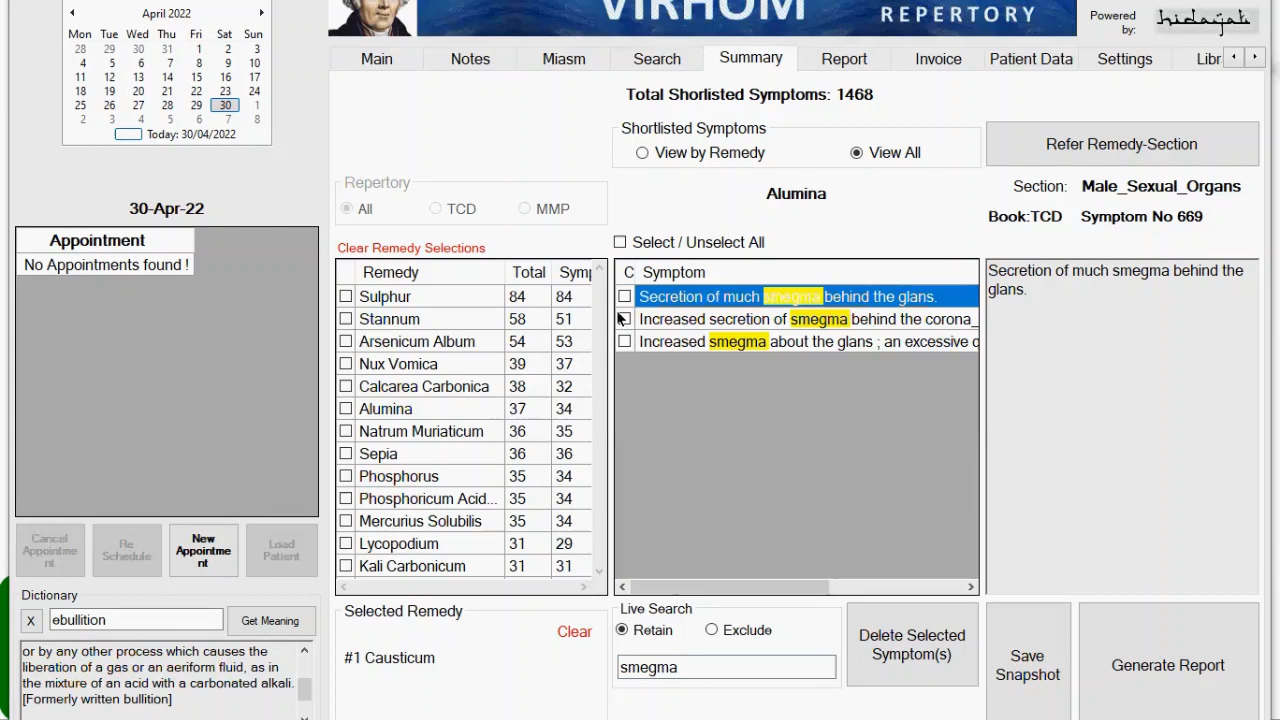 VIRHOM
REPERTORY
Powered by:
hidayah
April 2022
Mon Tue Wed Thu Fri Sat Sun
28 29 30 31 1 2 3
4 5 6 7 8 9 10
11 12 13 14 15 16 17
18 19 20 21 22 23 24
25 26 27 28 29 30 1
2 3 4 5 6 7 8
Today: 30/04/2022
Main Notes Miasm Search Summary Report Invoice Patient Data Settings Libr
Total Shorlisted Symptoms: 1468
Shortlisted Symptoms
View by Remedy View All
Refer Remedy-Section
Repertory
All TCD MMP
Alumina
Section: Male_Sexual_Organs
Book:TCD Symptom No 669
30-Apr-22
Appointment
No Appointments found !
Clear Remedy Selections
Select / Unselect All
Remedy Total Symp
Sulphur 84 84
Stannum 58 51
Arsenicum Album 54 53
Nux Vomica 39 37
Calcarea Carbonica 38 32
Alumina 37 34
Natrum Muriaticum 36 35
Sepia 36 36
Phosphorus 35 34
Phosphoricum Acid... 35 34
Mercurius Solubilis 35 34
Lycopodium 31 29
Kali Carbonicum 31 31
C Symptom
Secretion of much smegma behind the glans.
Increased secretion of smegma behind the corona_
Increased smegma about the glans ; an excessive
Secretion of much smegma behind the
glans.
Cancel Appointme nt
Re Schedule
New Appointme nt
Load Patient
Dictionary
X ebullition Get Meaning
or by any other process which causes the
liberation of a gas or an aeriform fluid, as in
the mixture of an acid with a carbonated alkali.
[Formerly written bullition]
Selected Remedy
Clear
#1 Causticum
Live Search
Retain Exclude
smegma
Delete Selected Symptom(s)
Save Snapshot
Generate Report